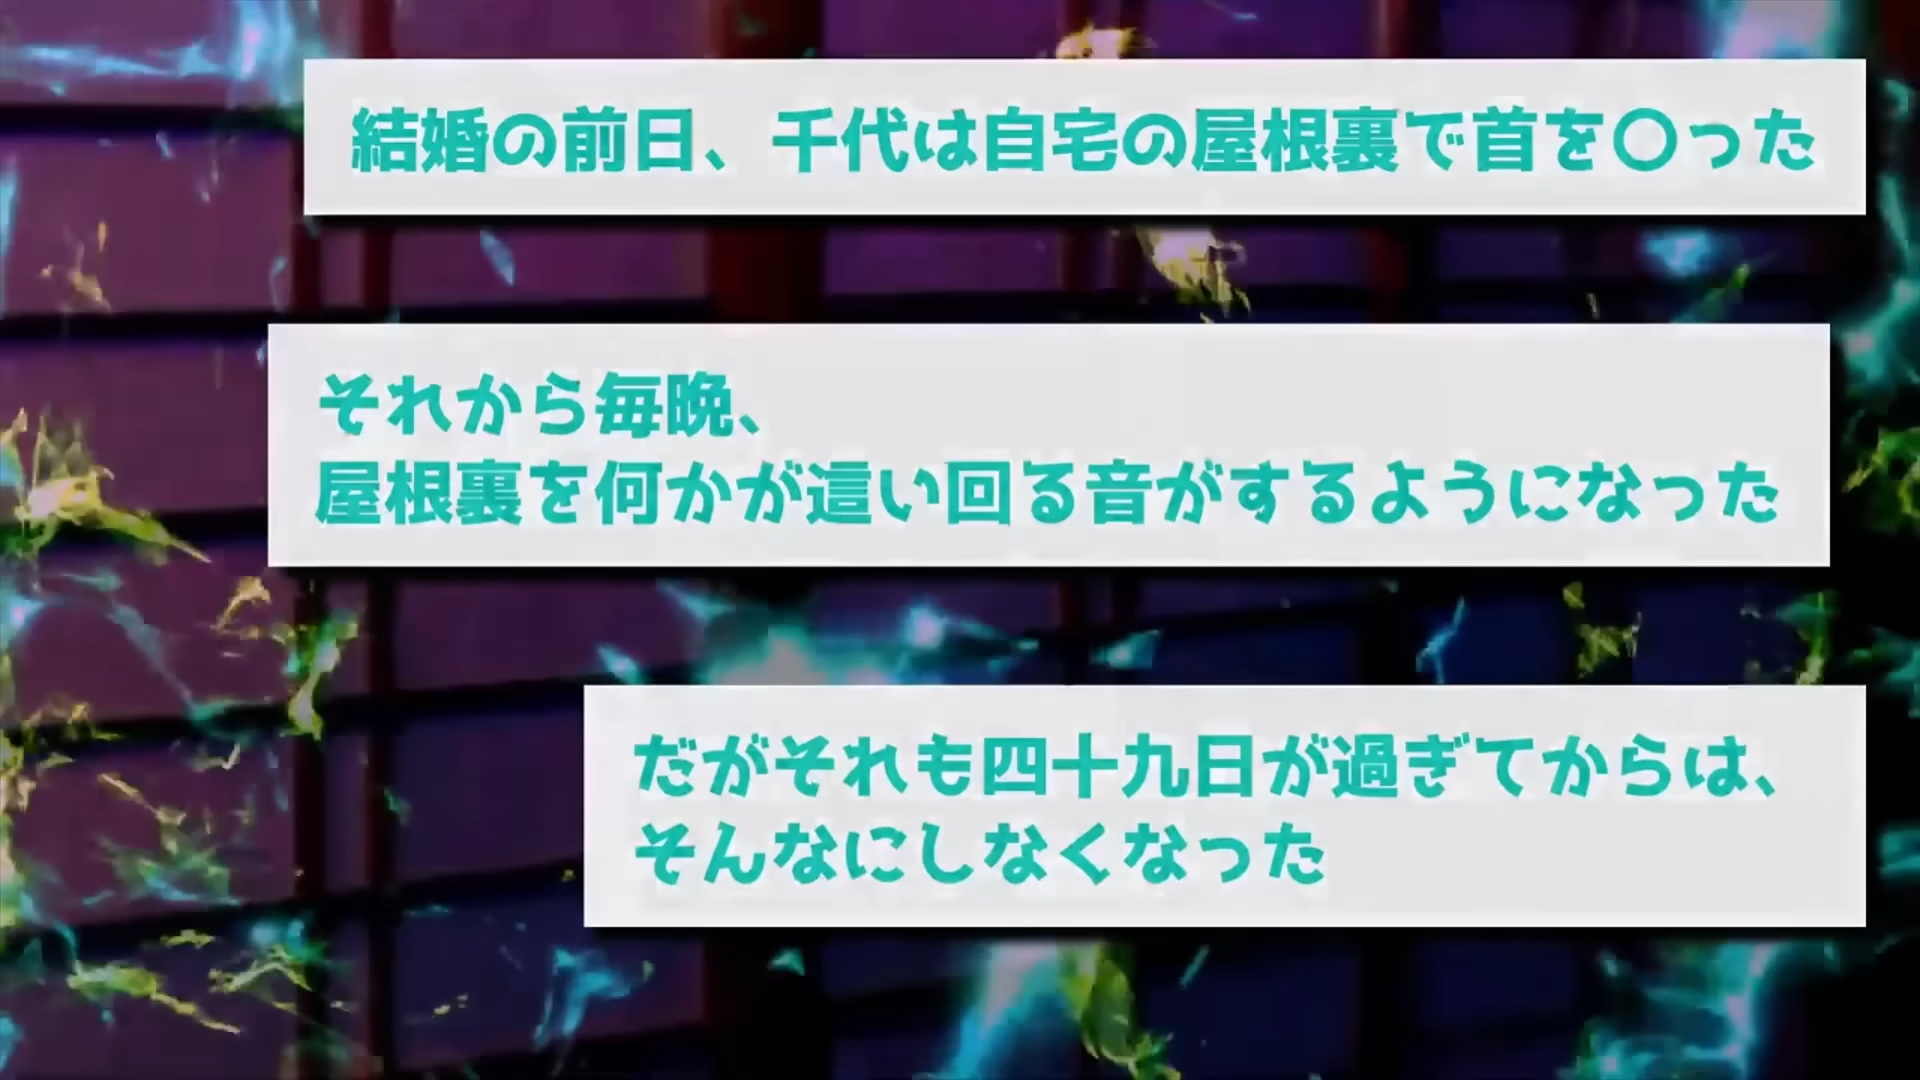 結婚の前日、千代は自宅の屋根裏で首を〇った
それから毎晩、
屋根裏を何かが這い回る音がするようになった
だがそれも四十九日が過ぎてからは、
そんなにしなくなった